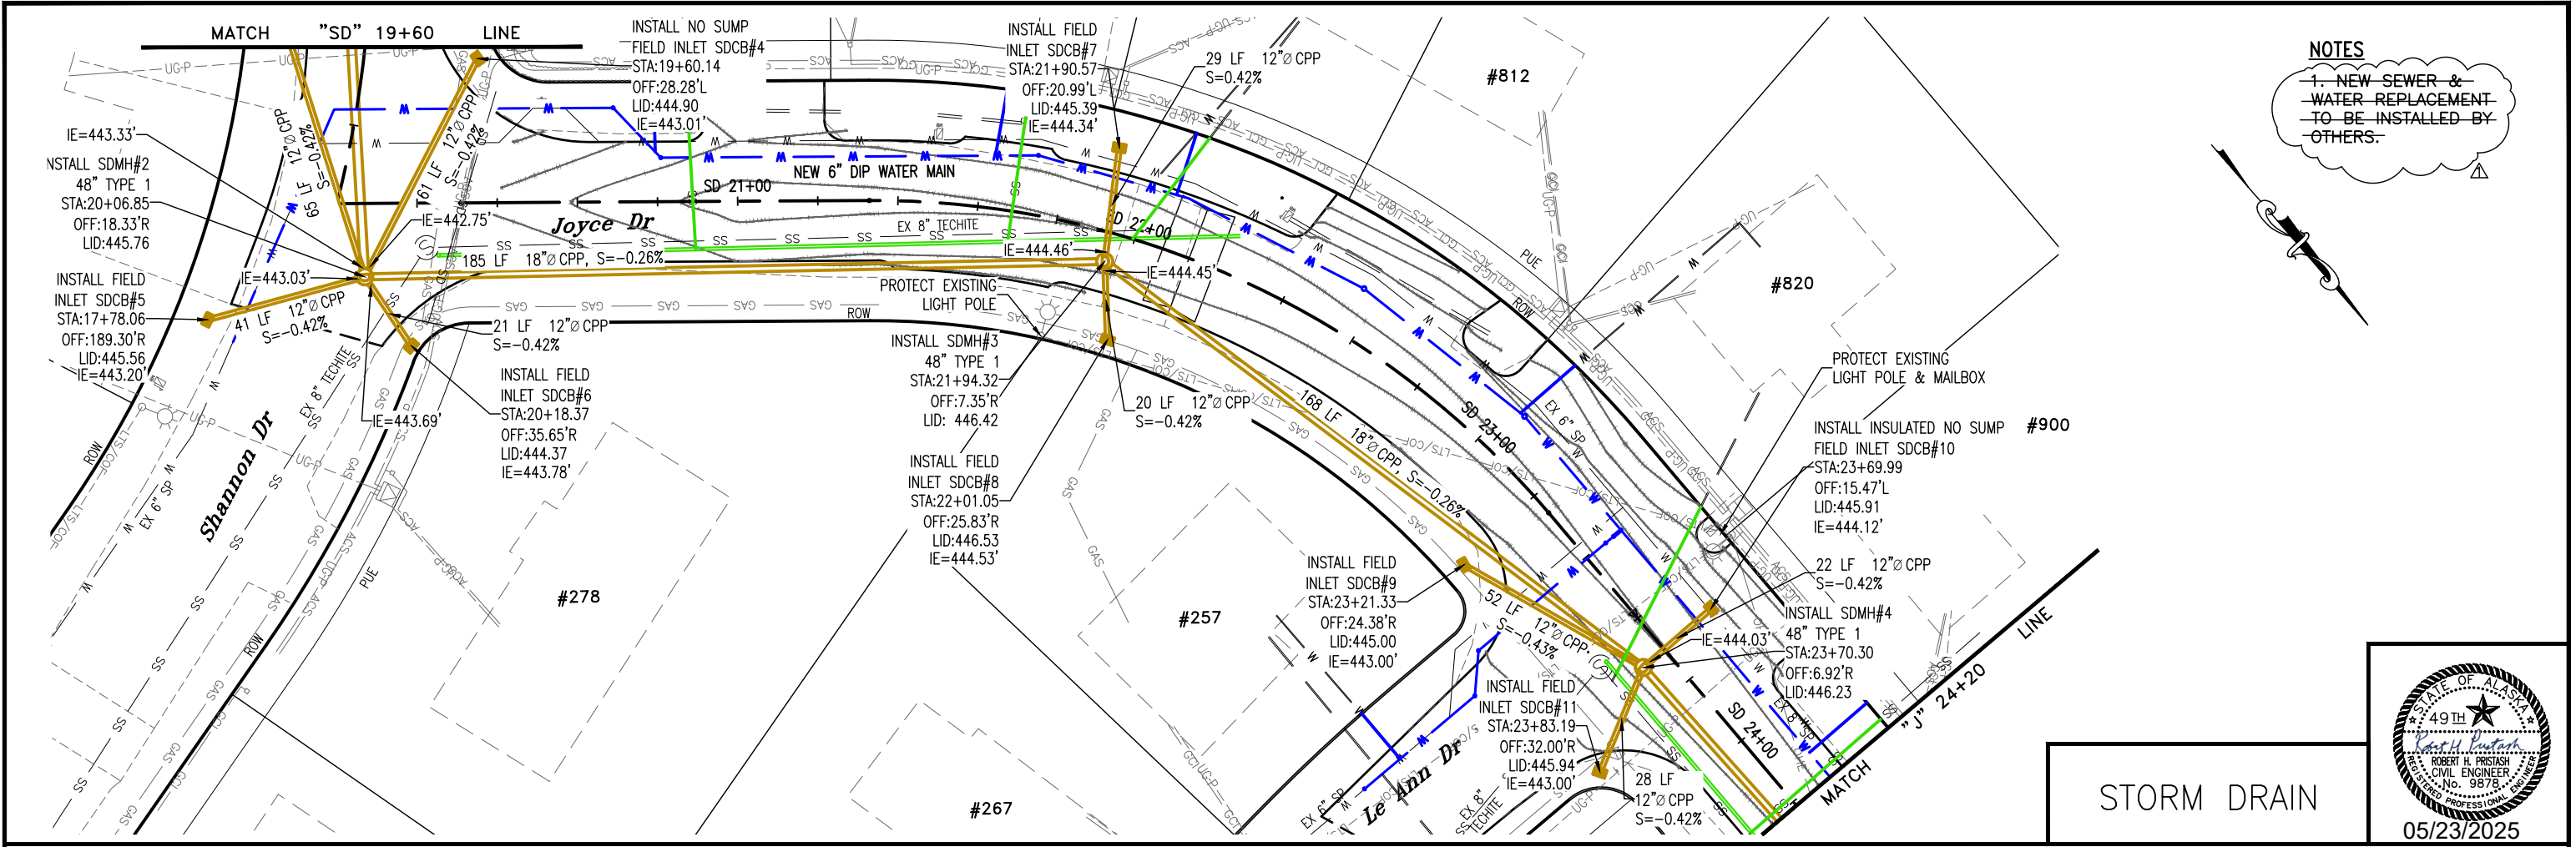 MATCH "SD" 19+60 LINE
INSTALL NO SUMP
FIELD INLET SDCB#4
STA:19+60.14
OFF:28.28'L
LID:444.90
IE=443.01'
INSTALL FIELD
INLET SDCB#7
STA:21+90.57
OFF:20.99'L
LID:445.39
IE=444.34'
29 LF 12"Ø CPP
S=0.42%
#812
NOTES
1. NEW SEWER &
WATER REPLACEMENT
TO BE INSTALLED BY
OTHERS.
1
IE=443.33'
INSTALL SDMH#2
48" TYPE 1
STA:20+06.85
OFF:18.33'R
LID:445.76
65 LF 12"Ø CPP
S=-0.42%
61 LF 12"Ø CPP
S=-0.42%
IE=442.75'
IE=443.03'
INSTALL FIELD
INLET SDCB#5
STA:17+78.06
OFF:189.30'R
LID:445.56
IE=443.20'
41 LF 12"Ø CPP
S=-0.42%
21 LF 12"Ø CPP
S=-0.42%
INSTALL FIELD
INLET SDCB#6
STA:20+18.37
OFF:35.65'R
LID:444.37
IE=443.78'
IE=443.69'
NEW 6" DIP WATER MAIN
SD 21+00
Joyce Dr
EX 8" TECHITE
185 LF 18"Ø CPP, S=-0.26%
IE=444.46'
IE=444.45'
SD 22+00
PROTECT EXISTING
LIGHT POLE
ROW
INSTALL SDMH#3
48" TYPE 1
STA:21+94.32
OFF:7.35'R
LID: 446.42
20 LF 12"Ø CPP
S=-0.42%
INSTALL FIELD
INLET SDCB#8
STA:22+01.05
OFF:25.83'R
LID:446.53
IE=444.53'
168 LF 18"Ø CPP, S=-0.26%
SD 23+00
EX 6" SP
PUE
ROW
#820
PROTECT EXISTING
LIGHT POLE & MAILBOX
#900
INSTALL INSULATED NO SUMP
FIELD INLET SDCB#10
STA:23+69.99
OFF:15.47'L
LID:445.91
IE=444.12'
22 LF 12"Ø CPP
S=-0.42%
INSTALL SDMH#4
48" TYPE 1
STA:23+70.30
OFF:6.92'R
LID:446.23
IE=444.03'
INSTALL FIELD
INLET SDCB#9
STA:23+21.33
OFF:24.38'R
LID:445.00
IE=443.00'
52 LF 12"Ø CPP
S=-0.43%
INSTALL FIELD
INLET SDCB#11
STA:23+83.19
OFF:32.00'R
LID:445.94
IE=443.00'
28 LF
12"Ø CPP
S=-0.42%
SD 24+00
EX 8" SP
MATCH "J" 24+20 LINE
Shannon Dr
EX 8" TECHITE
EX 6" SP
ROW
ROW
PUE
#278
#257
#267
Le Ann Dr
EX 6" SP
EX 8"
TECHITE
STORM DRAIN
STATE OF ALASKA
49TH
ROBERT H. PRISTASH
CIVIL ENGINEER
No. 9878
REGISTERED PROFESSIONAL ENGINEER
05/23/2025